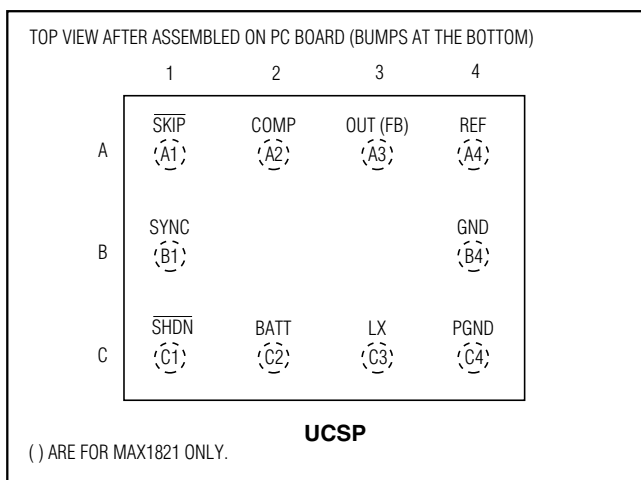 TOP VIEW AFTER ASSEMBLED ON PC BOARD (BUMPS AT THE BOTTOM)
1 2 3 4
SKIP COMP OUT (FB) REF
A A1 A2 A3 A4
SYNC GND
B B1 B4
SHDN BATT LX PGND
C C1 C2 C3 C4
UCSP
( ) ARE FOR MAX1821 ONLY.